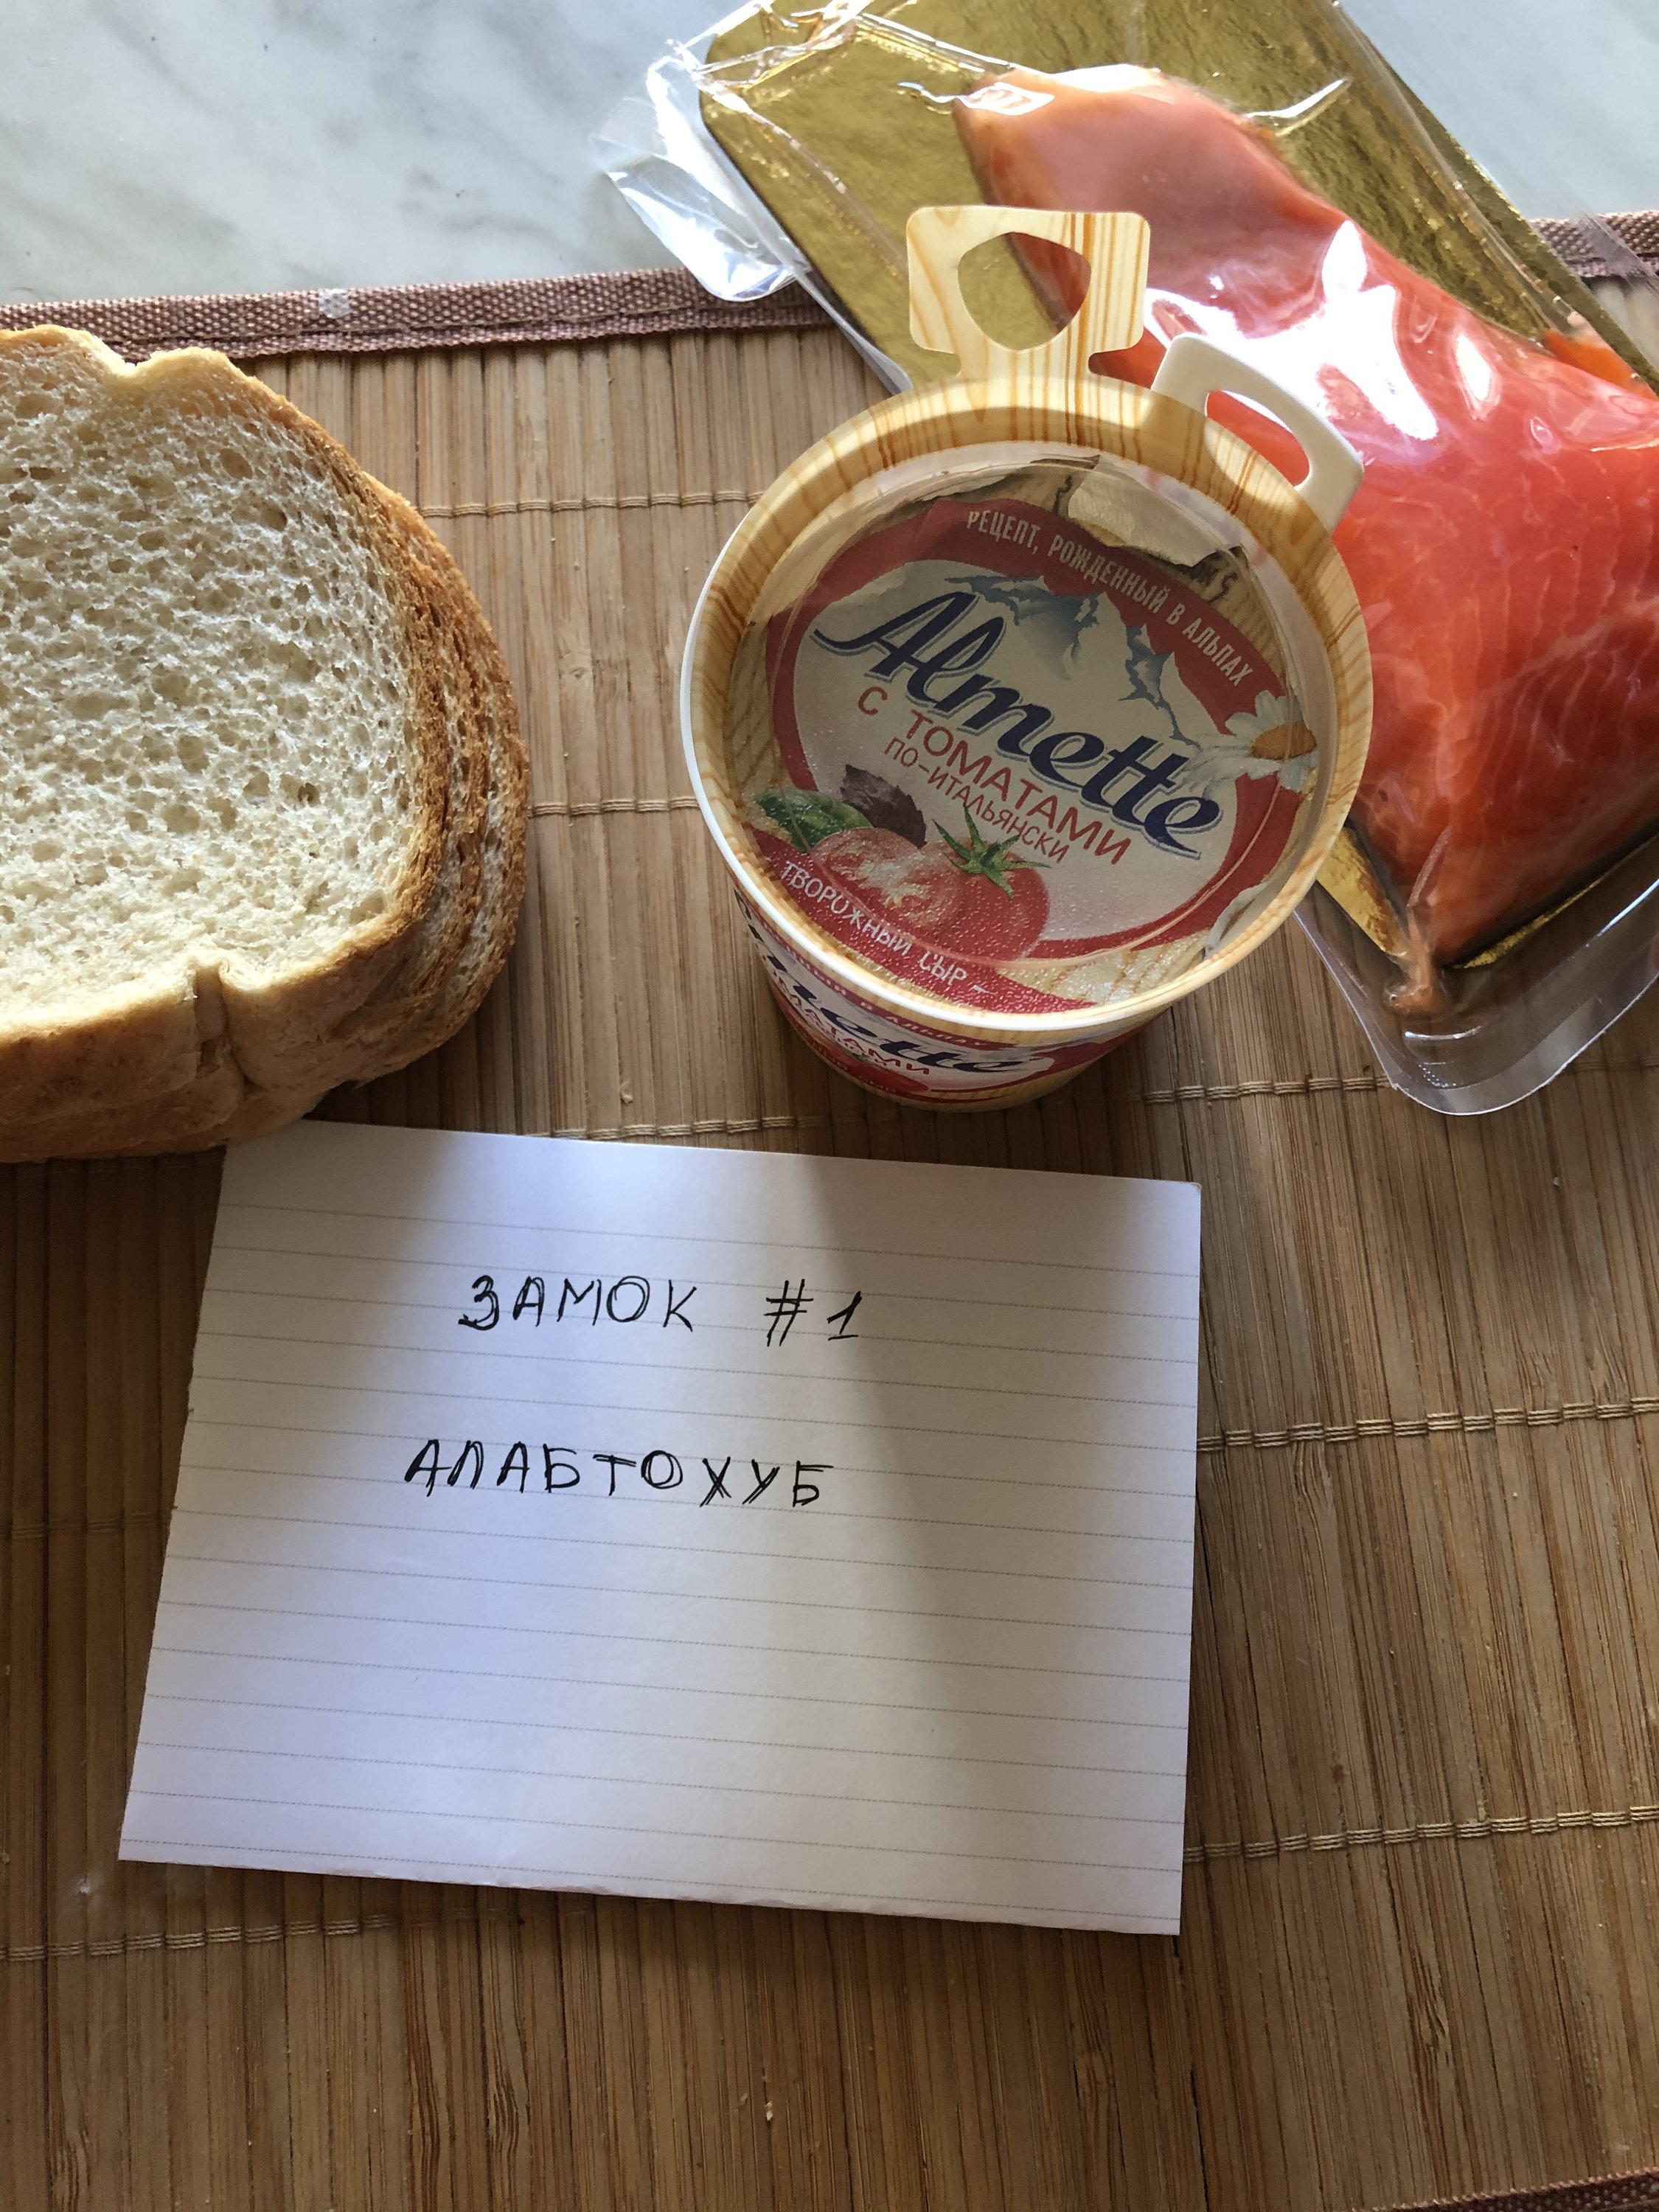 РЕЦЕПТ, РОЖДЕННЫЙ В АЛЬПАХ
Almette
С ТОМАТАМИ
ПО-ИТАЛЬЯНСКИ
ТВОРОЖНЫЙ СЫР
ЗАМОК #1
АЛАБТОХУБ